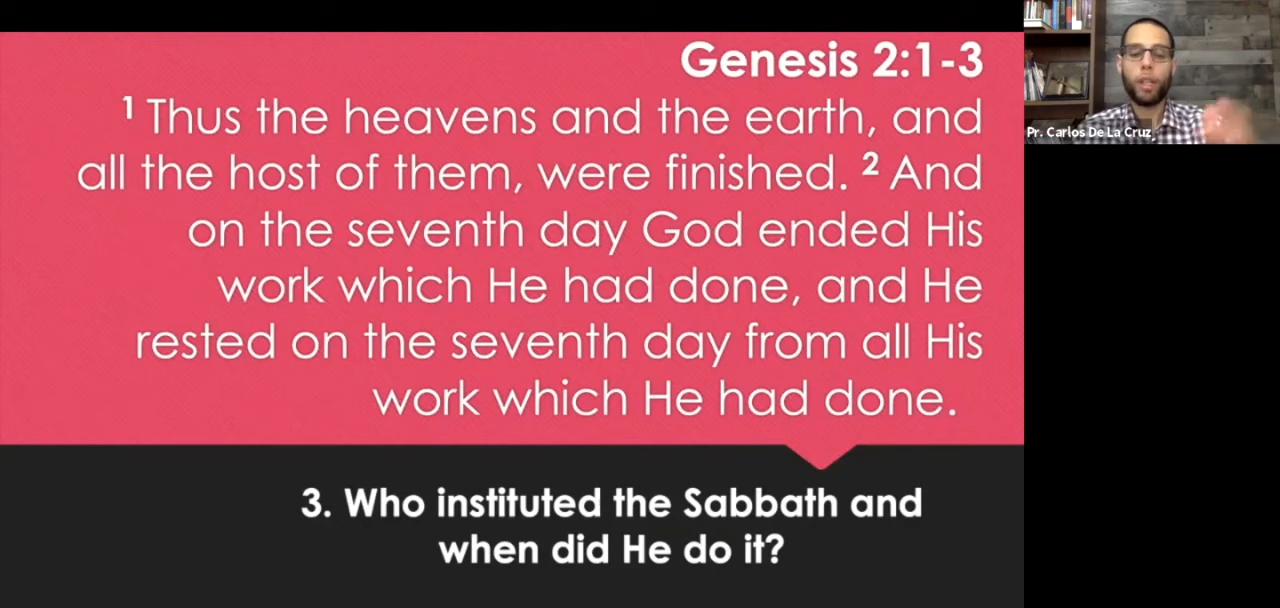 Genesis 2:1-3
1 Thus the heavens and the earth, and
all the host of them, were finished. 2 And
on the seventh day God ended His
work which He had done, and He
rested on the seventh day from all His
work which He had done.
3. Who instituted the Sabbath and
when did He do it?
Pr. Carlos De La Cruz